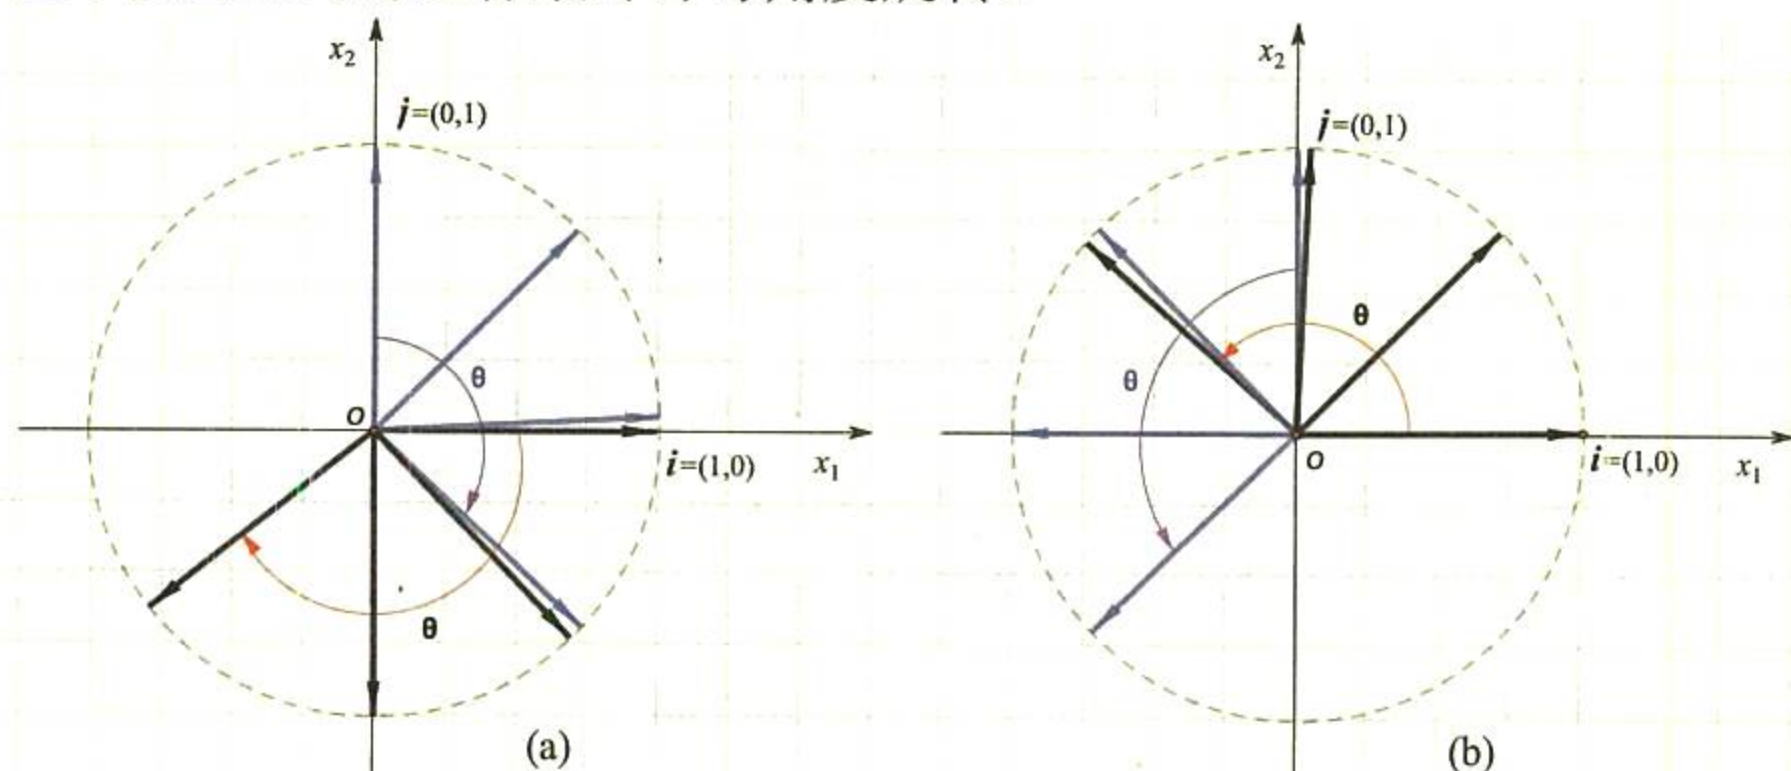 x₂
j=(0,1)
θ
O
i=(1,0)
x₁
θ
(a)
x₂
j=(0,1)
θ
θ
O
i=(1,0)
x₁
(b)